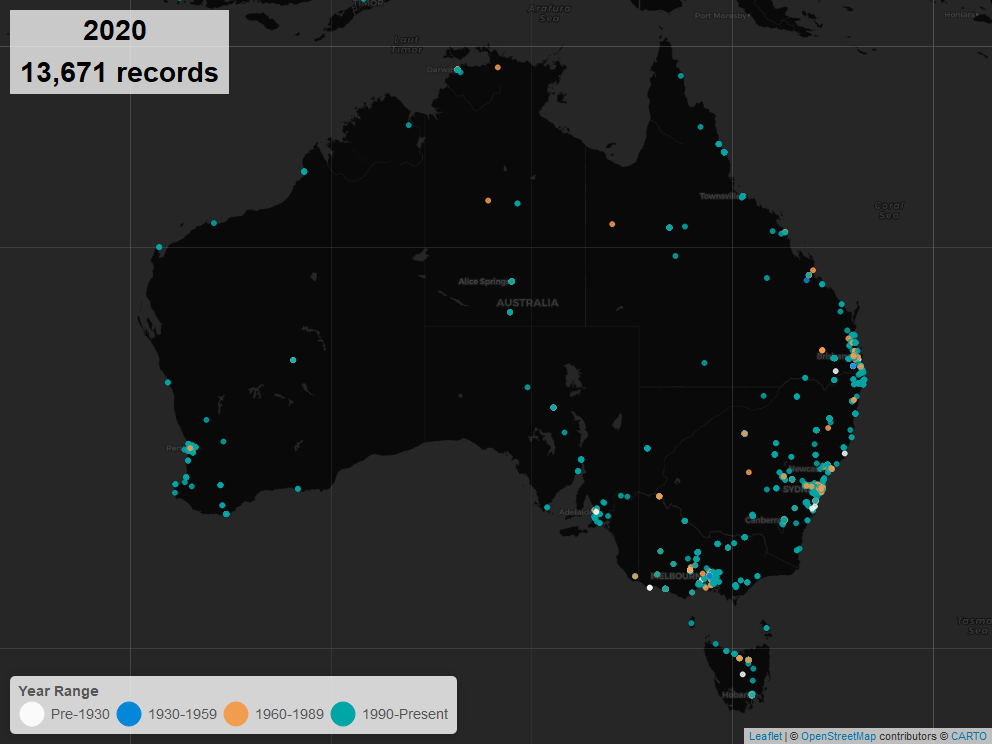 2020
13,671 records
TIMOR
Arafura
Sea
Port Moresby
Honiara
Laut
Timor
Darwin
Townsville
Coral
Sea
Alice Springs
AUSTRALIA
Brisbane
Perth
Newcastle
SYDNEY
Adelaide
Canberra
MELBOURNE
Tasman
Sea
Hobart
Year Range
Pre-1930 1930-1959 1960-1989 1990-Present
Leaflet | © OpenStreetMap contributors © CARTO